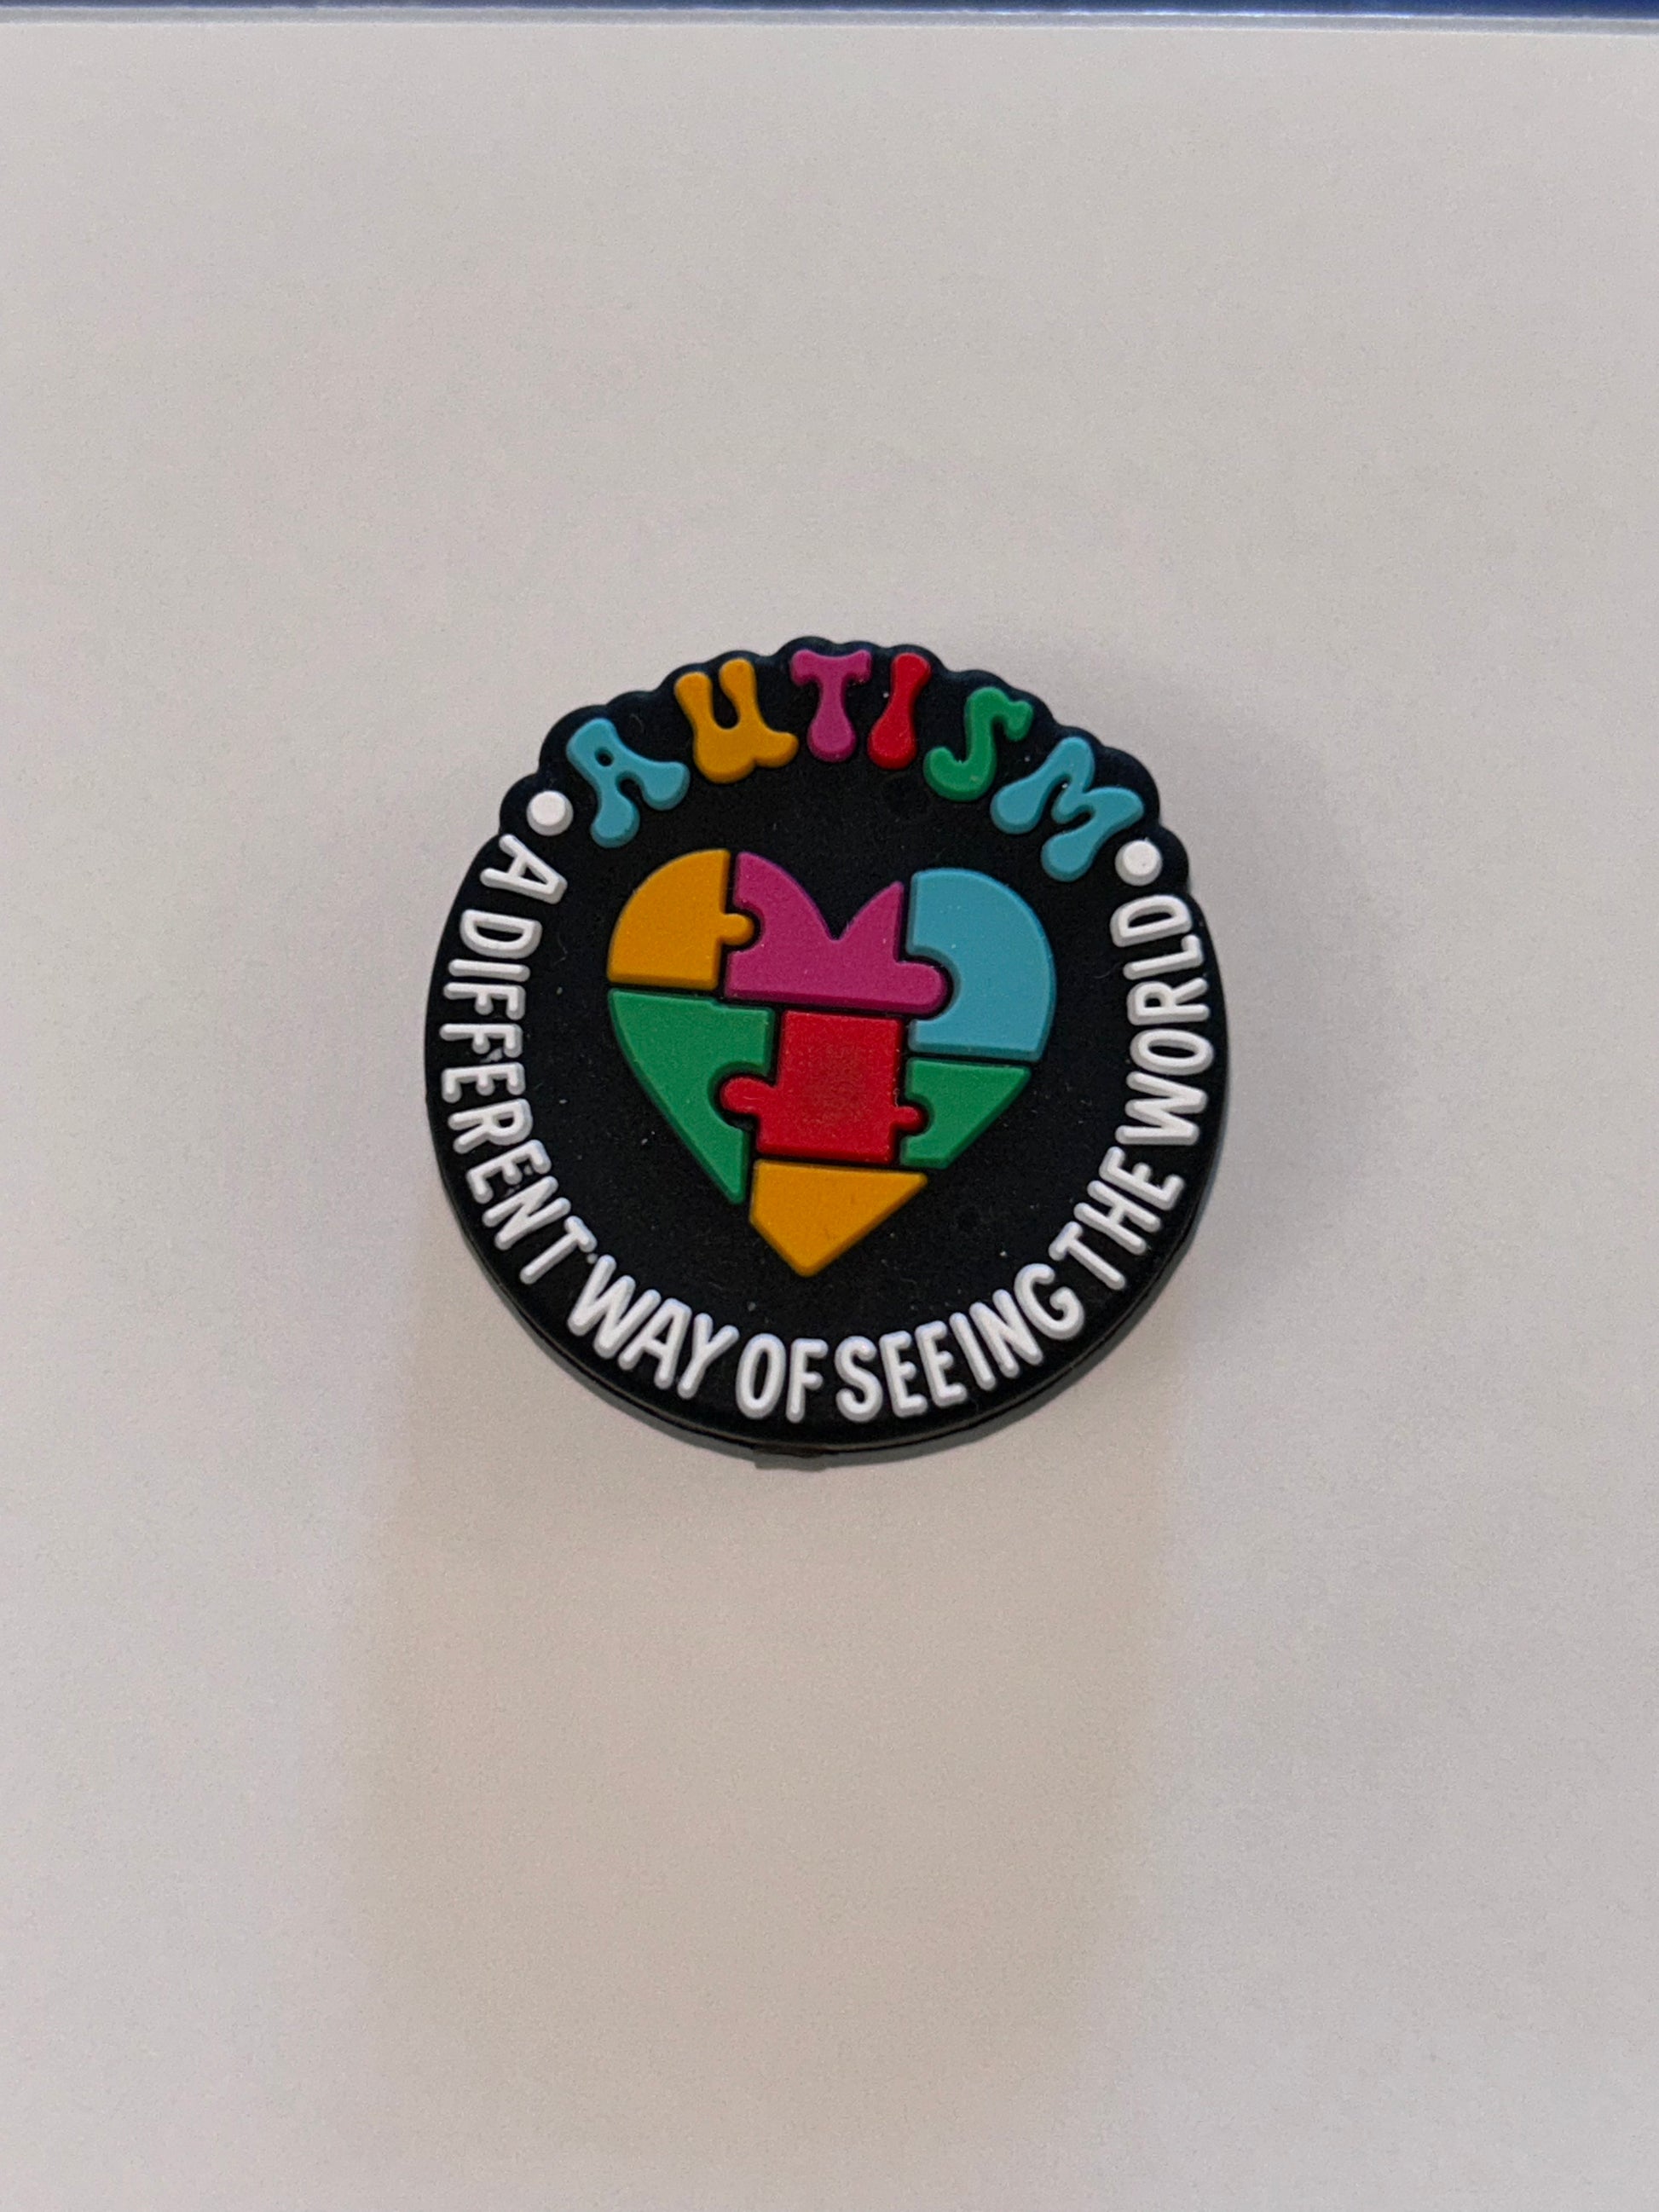 AUTISM
A DIFFERENT WAY OF SEEING THE WORLD